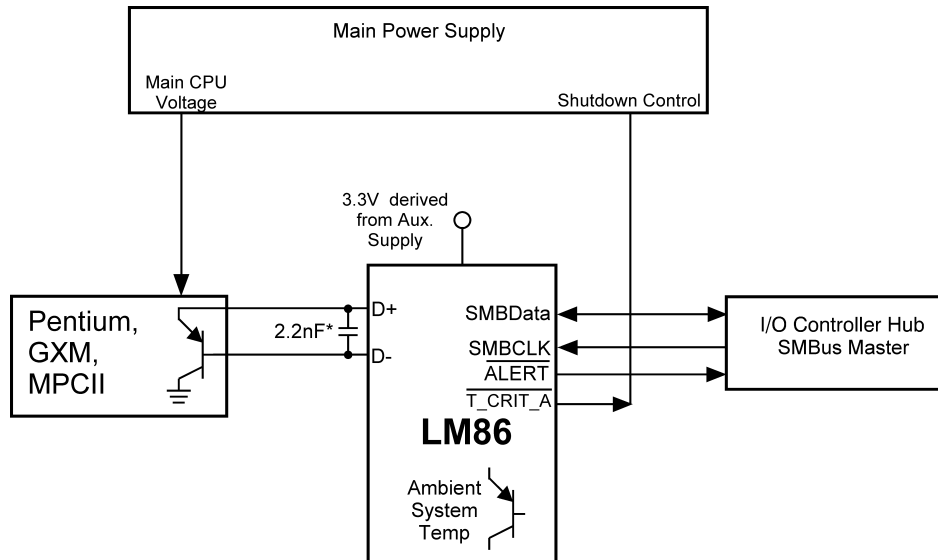 Main Power Supply
Main CPU
Voltage
Shutdown Control
3.3V derived
from Aux.
Supply
Pentium,
GXM,
MPCII
2.2nF*
D+
D-
SMBData
SMBCLK
ALERT
T_CRIT_A
I/O Controller Hub
SMBus Master
LM86
Ambient
System
Temp